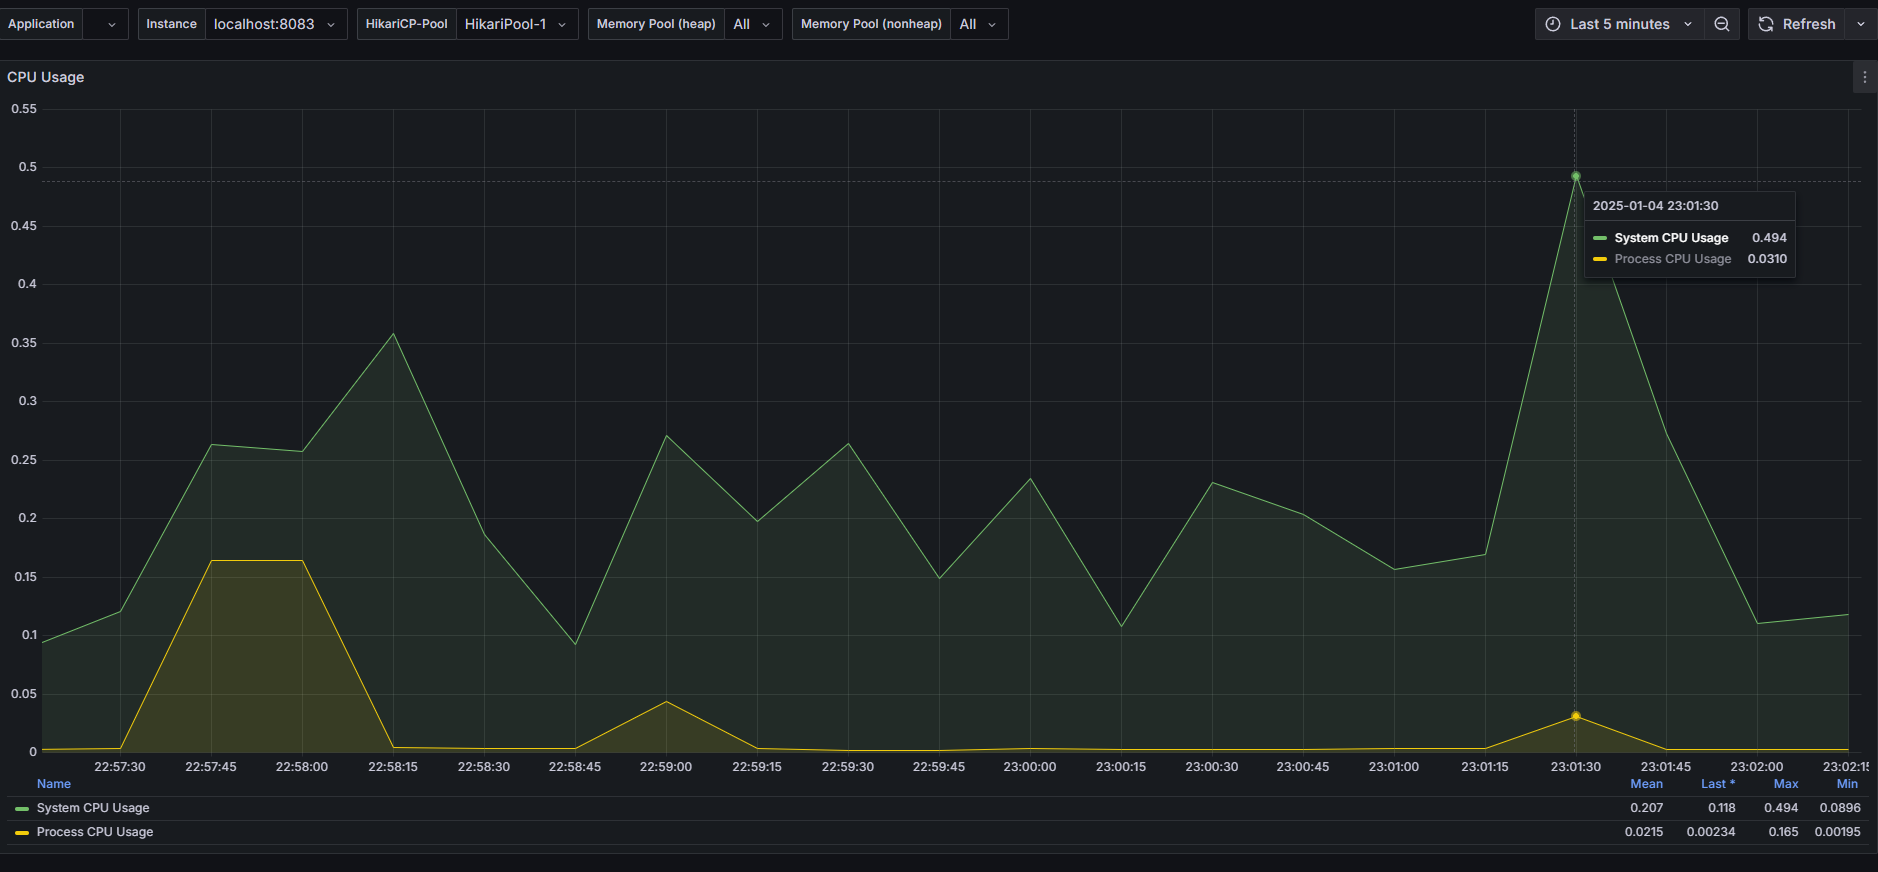 Application
Instance localhost:8083
HikariCP-Pool HikariPool-1
Memory Pool (heap) All
Memory Pool (nonheap) All
Last 5 minutes
Refresh
CPU Usage
0.55
0.5
0.45
0.4
0.35
0.3
0.25
0.2
0.15
0.1
0.05
0
2025-01-04 23:01:30
System CPU Usage 0.494
Process CPU Usage 0.0310
22:57:30 22:57:45 22:58:00 22:58:15 22:58:30 22:58:45 22:59:00 22:59:15 22:59:30 22:59:45 23:00:00 23:00:15 23:00:30 23:00:45 23:01:00 23:01:15 23:01:30 23:01:45 23:02:00 23:02:15
Name Mean Last * Max Min
System CPU Usage 0.207 0.118 0.494 0.0896
Process CPU Usage 0.0215 0.00234 0.165 0.00195